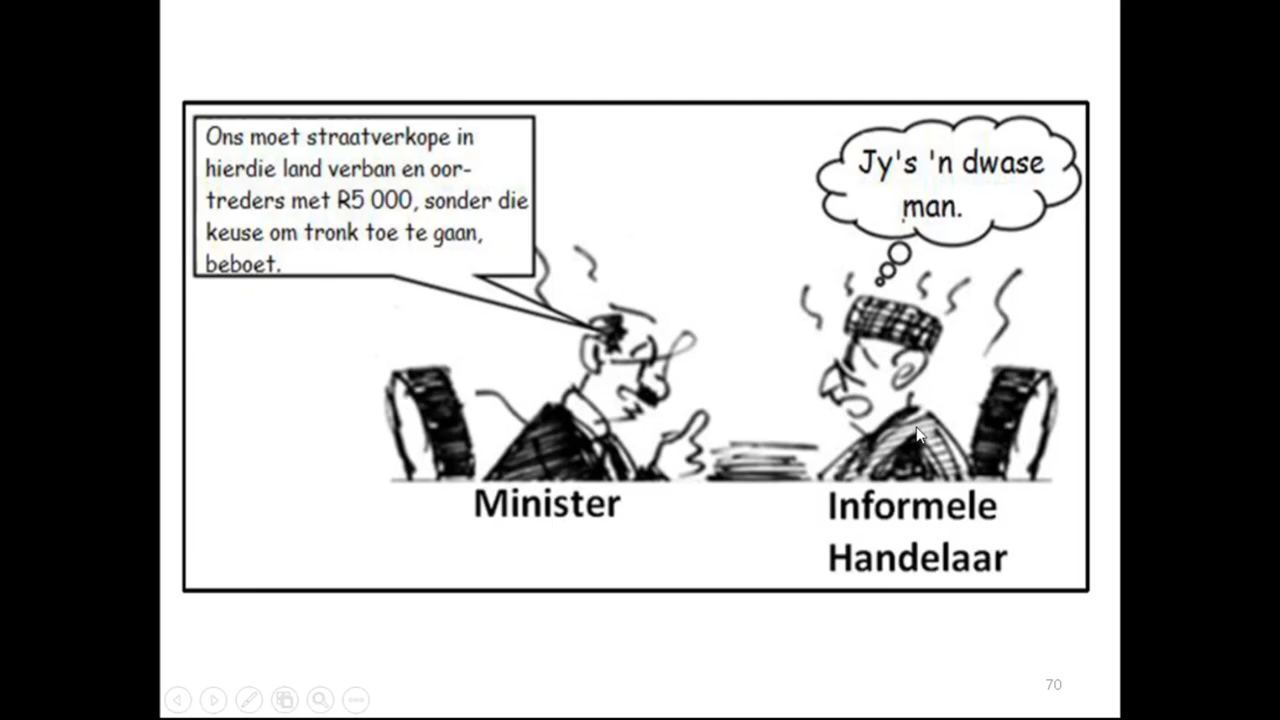 Ons moet straatverkope in
hierdie land verban en oor-
treders met R5 000, sonder die
keuse om tronk toe te gaan,
beboet.
Jy's 'n dwase
man.
Minister
Informele
Handelaar
70